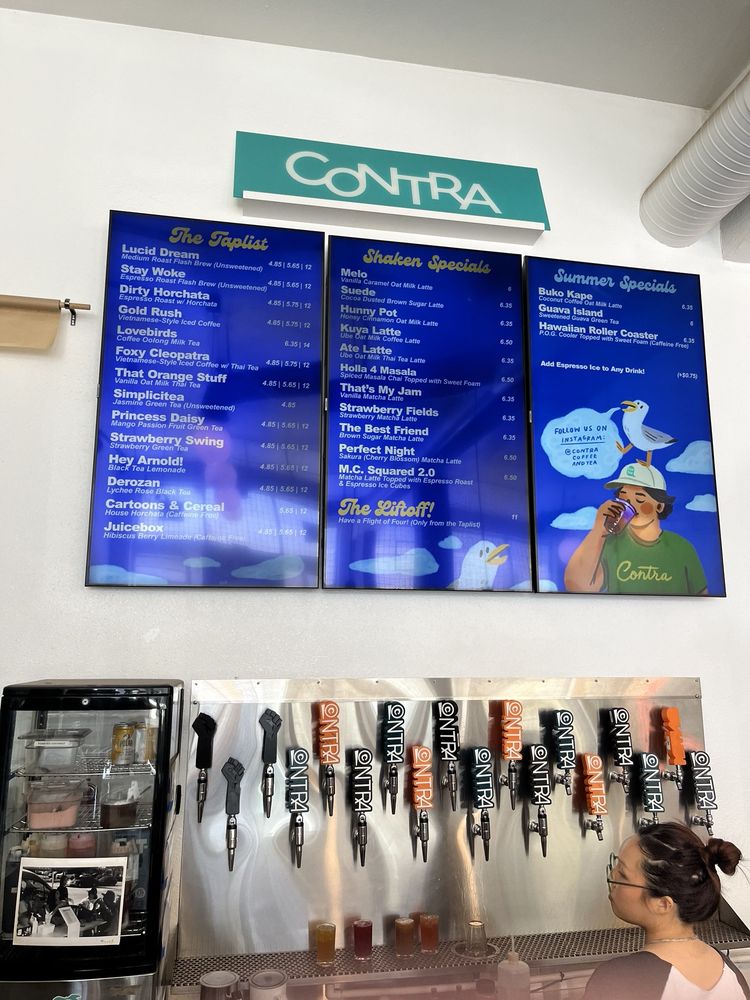 CONTRA
The Taplist
Lucid Dream
Medium Roast Flash Brew (Unsweetened) 4.85 | 5.65 | 12
Stay Woke
Espresso Roast Flash Brew (Unsweetened) 4.85 | 5.65 | 12
Dirty Horchata
Espresso Roast w/ Horchata 4.85 | 5.75 | 12
Gold Rush
Vietnamese-Style Iced Coffee 4.85 | 5.75 | 12
Lovebirds
Coffee Oolong Milk Tea 6.35 | 14
Foxy Cleopatra
Vietnamese-Style Iced Coffee w/ Thai Tea 4.85 | 5.75 | 12
That Orange Stuff
Vanilla Oat Milk Thai Tea 4.85 | 5.65 | 12
Simplicitea
Jasmine Green Tea (Unsweetened) 4.85
Princess Daisy
Mango Passion Fruit Green Tea 4.85 | 5.65 | 12
Strawberry Swing
Strawberry Green Tea 4.85 | 5.65 | 12
Hey Arnold!
Black Tea Lemonade 4.85 | 5.65 | 12
Derozan
Lychee Rose Black Tea 4.85 | 5.65 | 12
Cartoons & Cereal
House Horchata (Caffeine Free) 5.65 | 12
Juicebox
Hibiscus Berry Limeade (Caffeine Free) 4.85 | 5.65 | 12
Shaken Specials
Melo
Vanilla Caramel Oat Milk Latte 6
Suede
Cocoa Dusted Brown Sugar Latte 6.35
Hunny Pot
Honey Cinnamon Oat Milk Latte 6.35
Kuya Latte
Ube Oat Milk Coffee Latte 6.50
Ate Latte
Ube Oat Milk Thai Tea Latte 6.35
Holla 4 Masala
Spiced Masala Chai Topped with Sweet Foam 6.50
That's My Jam
Vanilla Matcha Latte 6.35
Strawberry Fields
Strawberry Matcha Latte 6.35
The Best Friend
Brown Sugar Matcha Latte 6.35
Perfect Night
Sakura (Cherry Blossom) Matcha Latte 6.50
M.C. Squared 2.0
Matcha Latte Topped with Espresso Roast 6.50
& Espresso Ice Cubes
The Liftoff!
Have a Flight of Four! (Only from the Taplist) 11
Summer Specials
Buko Kape
Coconut Coffee Oat Milk Latte 6.35
Guava Island
Sweetened Guava Green Tea 6
Hawaiian Roller Coaster
P.O.G. Cooler Topped with Sweet Foam (Caffeine Free) 6.35
Add Espresso Ice to Any Drink! (+$0.75)
FOLLOW US ON
INSTAGRAM:
@CONTRA
COFFEE
ANDTEA
Contra
CONTRA
CONTRA
CONTRA
CONTRA
CONTRA
CONTRA
CONTRA
CONTRA
CONTRA
CONTRA
CONTRA
CONTRA
CONTRA
CONTRA